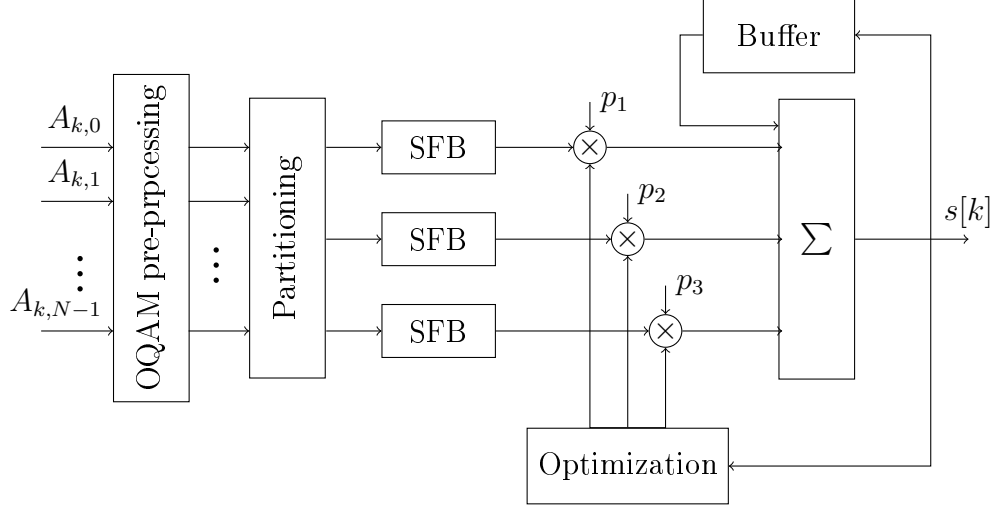 Buffer
A_{k,0}
A_{k,1}
⋮
A_{k,N−1}
OQAM pre-prpcessing
⋮
Partitioning
SFB
SFB
SFB
p_1
×
p_2
×
p_3
×
∑
s[k]
Optimization